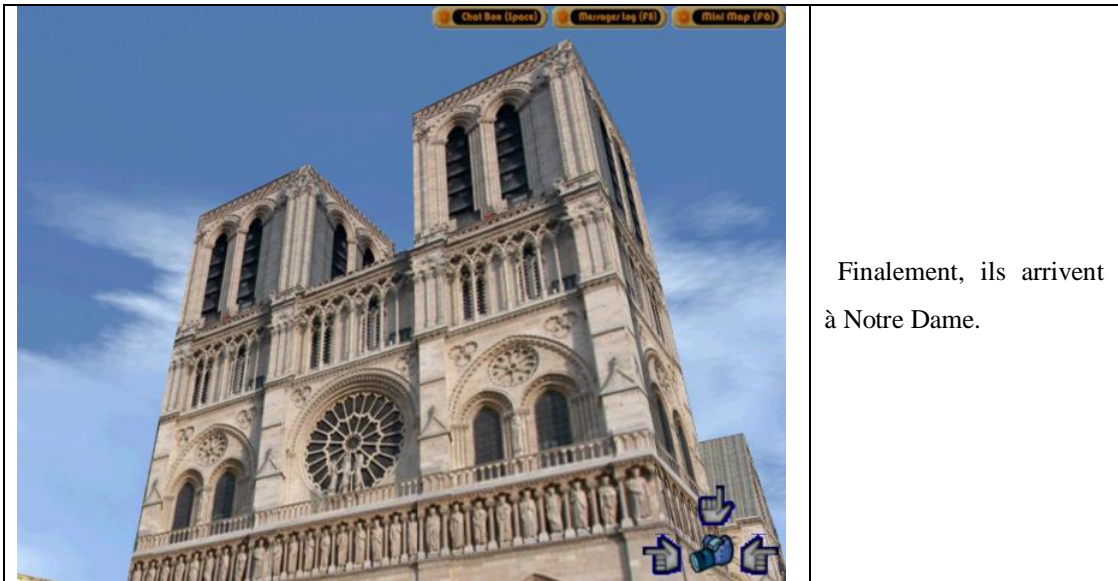 Chat Box (Space) Messages Log (F8) Mini Map (F6)
Finalement, ils arrivent
à Notre Dame.